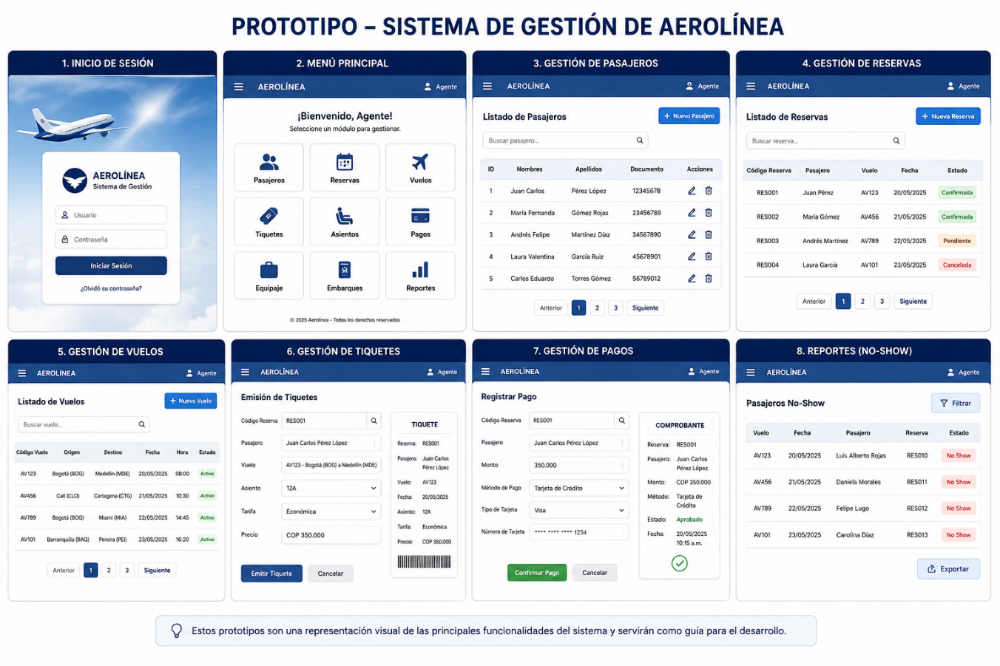 PROTOTIPO – SISTEMA DE GESTIÓN DE AEROLÍNEA
1. INICIO DE SESIÓN
AEROLÍNEA
Sistema de Gestión
Usuario
Contraseña
Iniciar Sesión
¿Olvidó su contraseña?
2. MENÚ PRINCIPAL
AEROLÍNEA Agente
¡Bienvenido, Agente!
Seleccione un módulo para gestionar.
Pasajeros Reservas Vuelos
Tiquetes Asientos Pagos
Equipaje Embarques Reportes
© 2025 Aerolínea - Todos los derechos reservados
3. GESTIÓN DE PASAJEROS
AEROLÍNEA Agente
Listado de Pasajeros + Nuevo Pasajero
Buscar pasajero...
ID Nombres Apellidos Documento Acciones
1 Juan Carlos Pérez López 12345678
2 María Fernanda Gómez Rojas 23456789
3 Andrés Felipe Martínez Díaz 34567890
4 Laura Valentina García Ruiz 45678901
5 Carlos Eduardo Torres Gómez 56789012
Anterior 1 2 3 Siguiente
4. GESTIÓN DE RESERVAS
AEROLÍNEA Agente
Listado de Reservas + Nueva Reserva
Buscar reserva...
Código Reserva Pasajero Vuelo Fecha Estado
RES001 Juan Pérez AV123 20/05/2025 Confirmada
RES002 María Gómez AV456 21/05/2025 Confirmada
RES003 Andrés Martínez AV789 22/05/2025 Pendiente
RES004 Laura García AV101 23/05/2025 Cancelada
Anterior 1 2 3 Siguiente
5. GESTIÓN DE VUELOS
AEROLÍNEA Agente
Listado de Vuelos + Nuevo Vuelo
Buscar vuelo...
Código Vuelo Origen Destino Fecha Hora Estado
AV123 Bogotá (BOG) Medellín (MDE) 20/05/2025 08:00 Activo
AV456 Cali (CLO) Cartagena (CTG) 21/05/2025 10:30 Activo
AV789 Bogotá (BOG) Miami (MIA) 22/05/2025 14:45 Activo
AV101 Barranquilla (BAQ) Pereira (PEI) 23/05/2025 16:20 Activo
Anterior 1 2 3 Siguiente
6. GESTIÓN DE TIQUETES
AEROLÍNEA Agente
Emisión de Tiquetes
Código Reserva RES001
Pasajero Juan Carlos Pérez López
Vuelo AV123 - Bogotá (BOG) a Medellín (MDE)
Asiento 12A
Tarifa Económica
Precio COP 350.000
Emitir Tiquete Cancelar
TIQUETE
Reserva: RES001
Pasajero: Juan Carlos
Pérez López
Vuelo: AV123
Fecha: 20/05/2025
Asiento: 12A
Tarifa: Económica
Precio: COP 350.000
7. GESTIÓN DE PAGOS
AEROLÍNEA Agente
Registrar Pago
Código Reserva RES001
Pasajero Juan Carlos Pérez López
Monto 350.000
Método de Pago Tarjeta de Crédito
Tipo de Tarjeta Visa
Número de Tarjeta **** **** **** 1234
Confirmar Pago Cancelar
COMPROBANTE
Reserva: RES001
Pasajero: Juan Carlos
Pérez López
Monto: COP 350.000
Método: Tarjeta de
Crédito
Estado: Aprobado
Fecha: 20/05/2025
10:15 a.m.
8. REPORTES (NO-SHOW)
AEROLÍNEA Agente
Pasajeros No-Show Filtrar
Vuelo Fecha Pasajero Reserva Estado
AV123 20/05/2025 Luis Alberto Rojas RES010 No Show
AV456 21/05/2025 Daniela Morales RES011 No Show
AV789 22/05/2025 Felipe Lugo RES012 No Show
AV101 23/05/2025 Carolina Díaz RES013 No Show
Exportar
Estos prototipos son una representación visual de las principales funcionalidades del sistema y servirán como guía para el desarrollo.